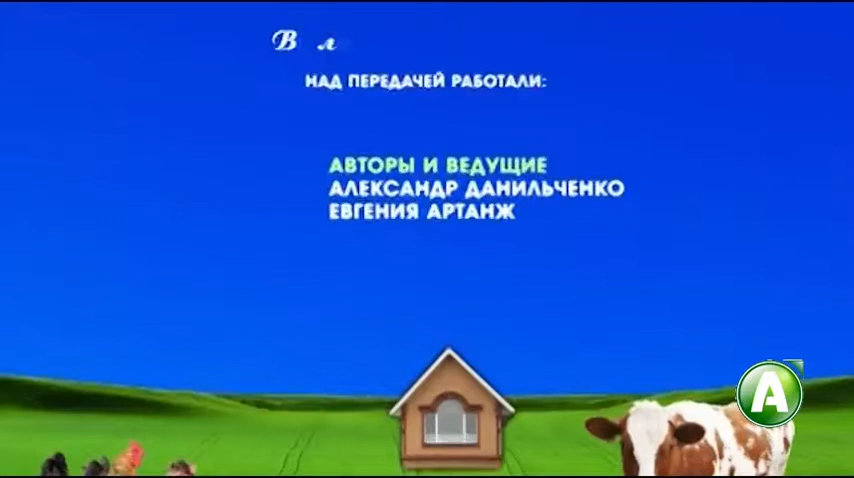 В л
НАД ПЕРЕДАЧЕЙ РАБОТАЛИ:
АВТОРЫ И ВЕДУЩИЕ
АЛЕКСАНДР ДАНИЛЬЧЕНКО
ЕВГЕНИЯ АРТАНЖ
А